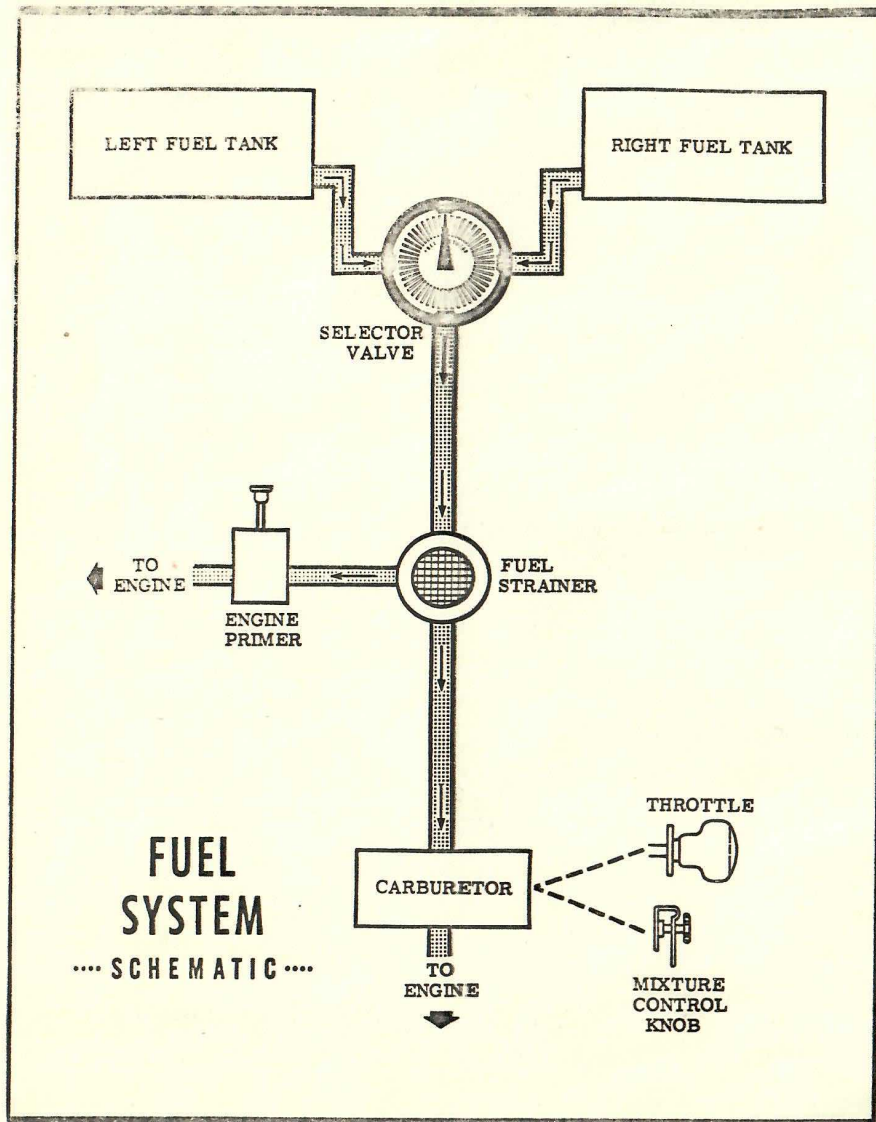 LEFT FUEL TANK
RIGHT FUEL TANK
SELECTOR
VALVE
FUEL
STRAINER
TO
ENGINE
ENGINE
PRIMER
THROTTLE
CARBURETOR
FUEL
SYSTEM
···· SCHEMATIC ····
TO
ENGINE
MIXTURE
CONTROL
KNOB